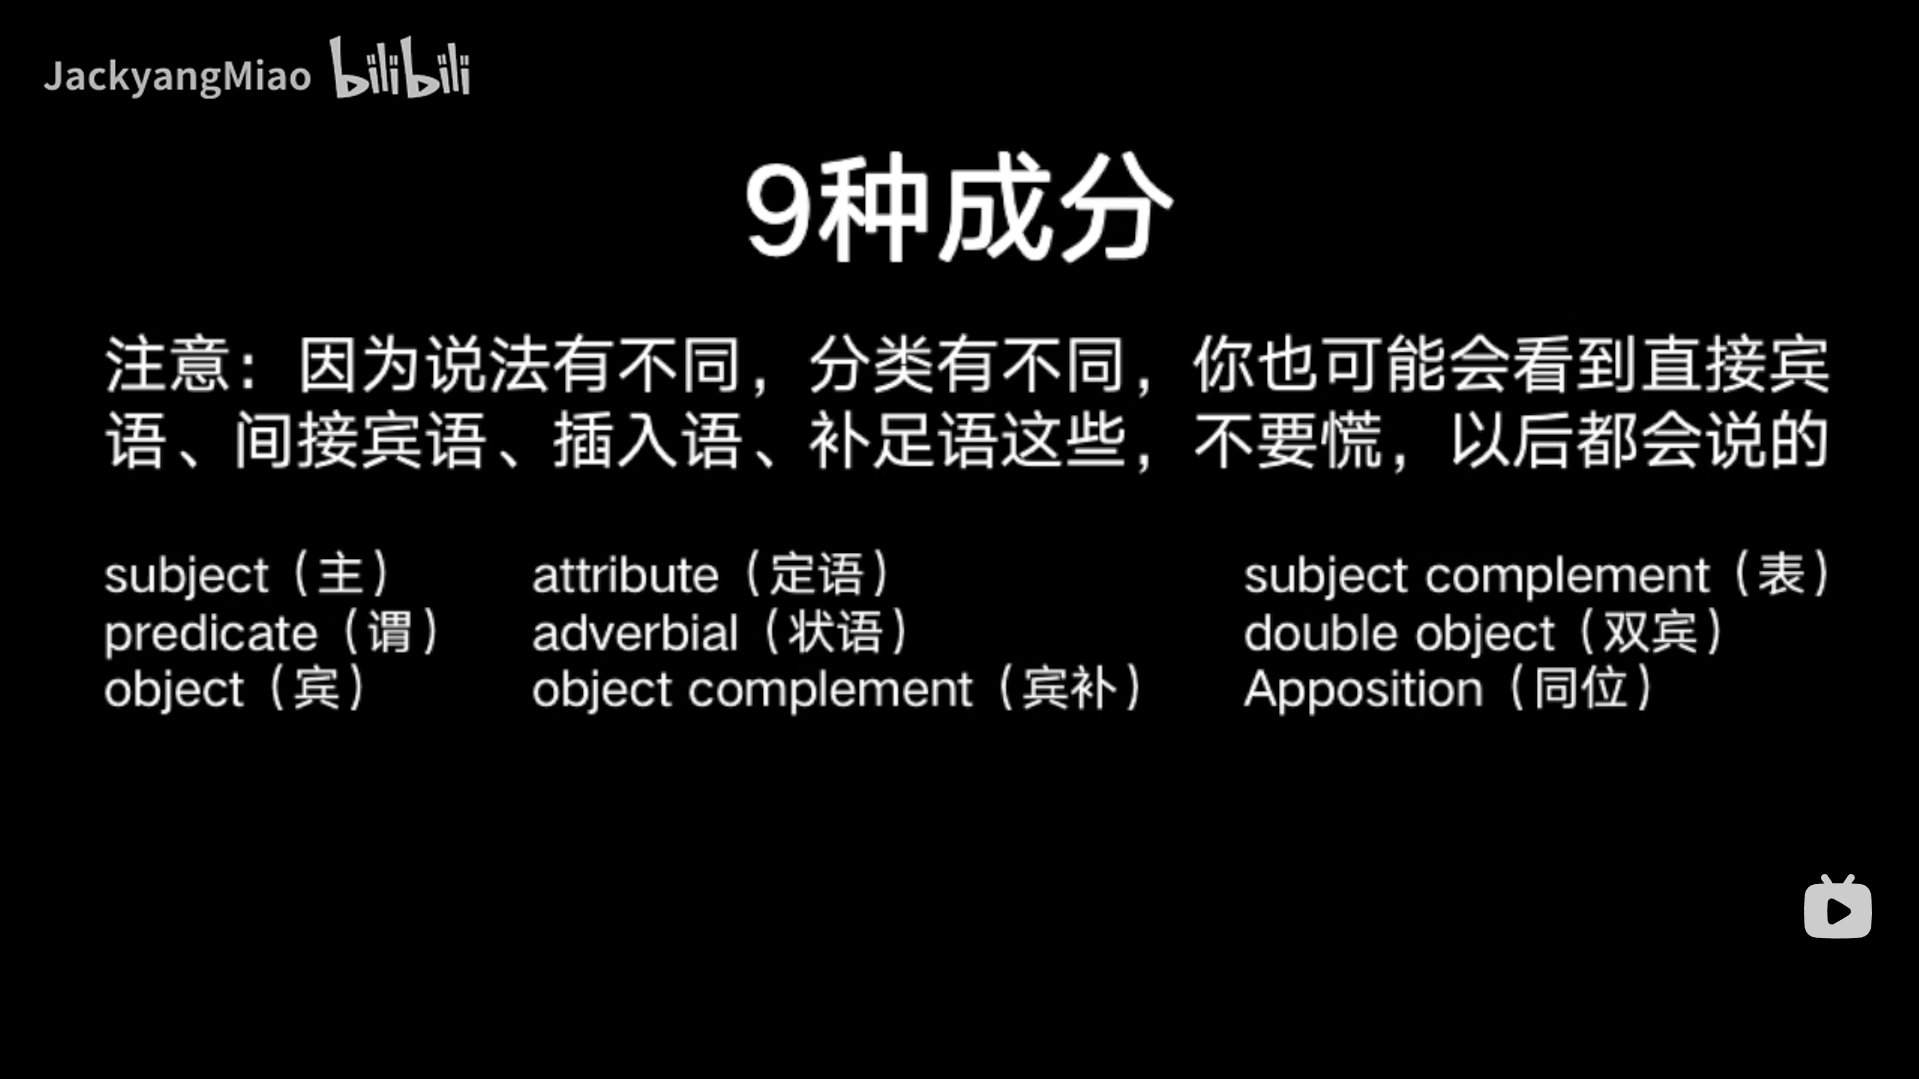 JackyangMiao bilibili
9种成分
注意：因为说法有不同，分类有不同，你也可能会看到直接宾
语、间接宾语、插入语、补足语这些，不要慌，以后都会说的
subject（主） attribute（定语） subject complement（表）
predicate（谓） adverbial（状语） double object（双宾）
object（宾） object complement（宾补） Apposition（同位）